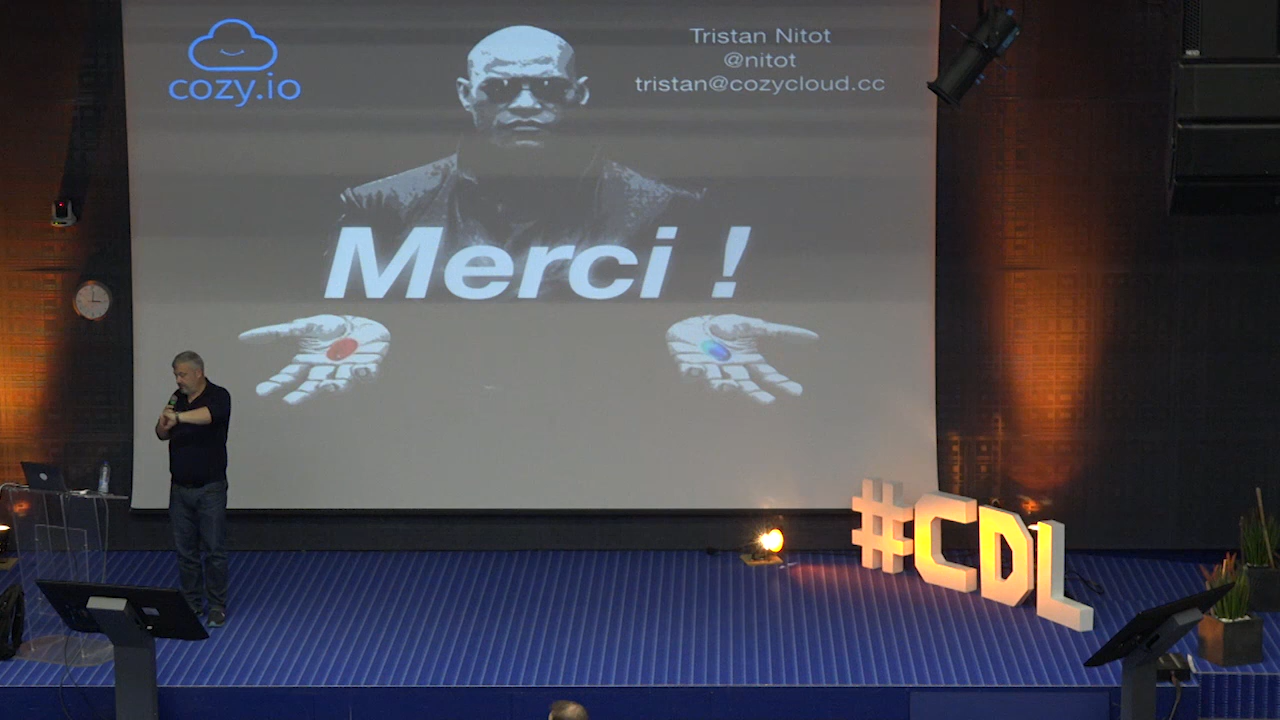 cozy.io
Tristan Nitot
@nitot
tristan@cozycloud.cc
Merci !
#CDL